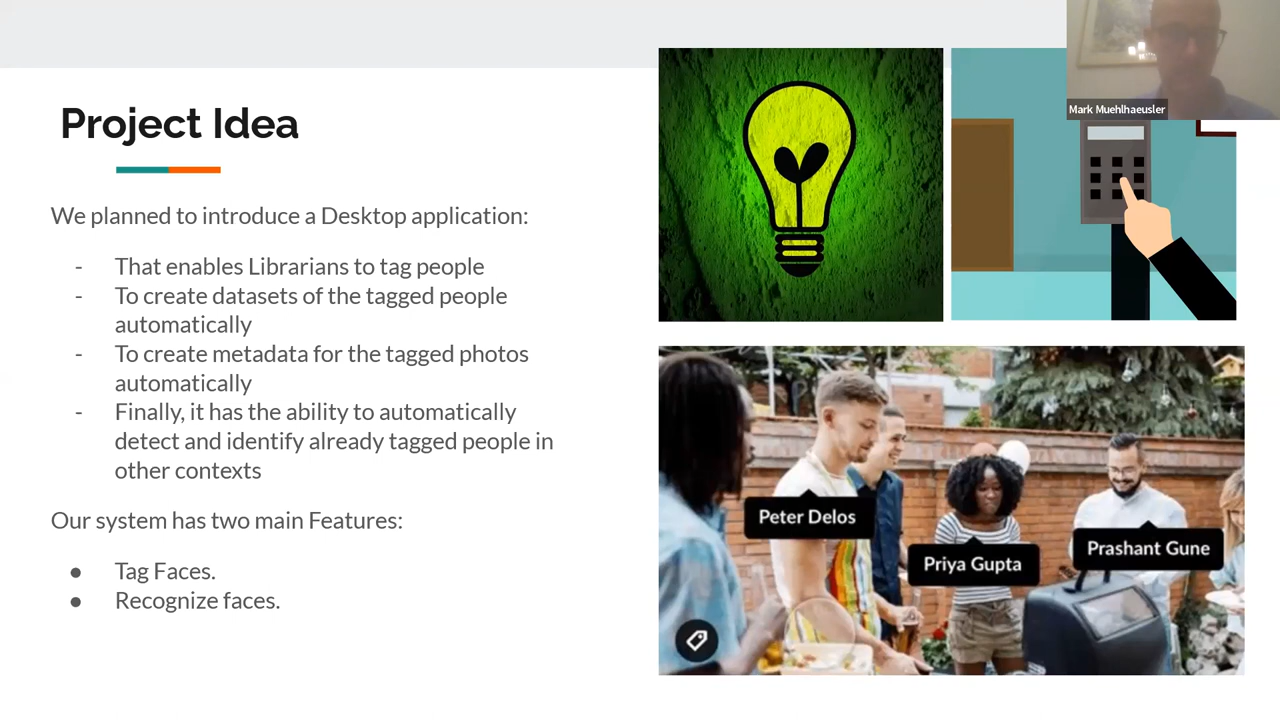 Project Idea
We planned to introduce a Desktop application:
- That enables Librarians to tag people
- To create datasets of the tagged people
automatically
- To create metadata for the tagged photos
automatically
- Finally, it has the ability to automatically
detect and identify already tagged people in
other contexts
Our system has two main Features:
● Tag Faces.
● Recognize faces.
Mark Muehlhaeusler
Peter Delos
Priya Gupta
Prashant Gune